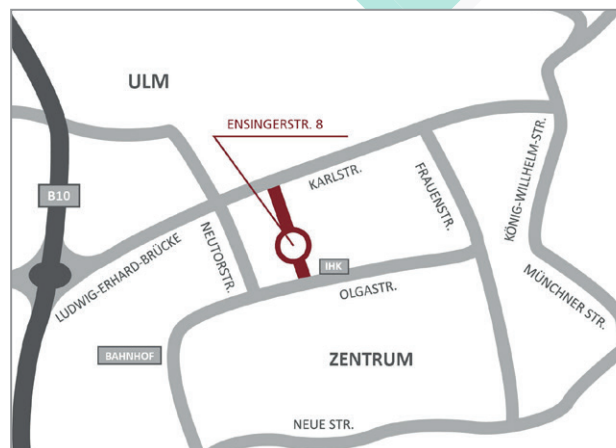 ULM
ENSINGERSTR. 8
B10
LUDWIG-ERHARD-BRÜCKE
NEUTORSTR.
KARLSTR.
FRAUENSTR.
KÖNIG-WILLHELM-STR.
MÜNCHNER STR.
IHK
OLGASTR.
BAHNHOF
ZENTRUM
NEUE STR.